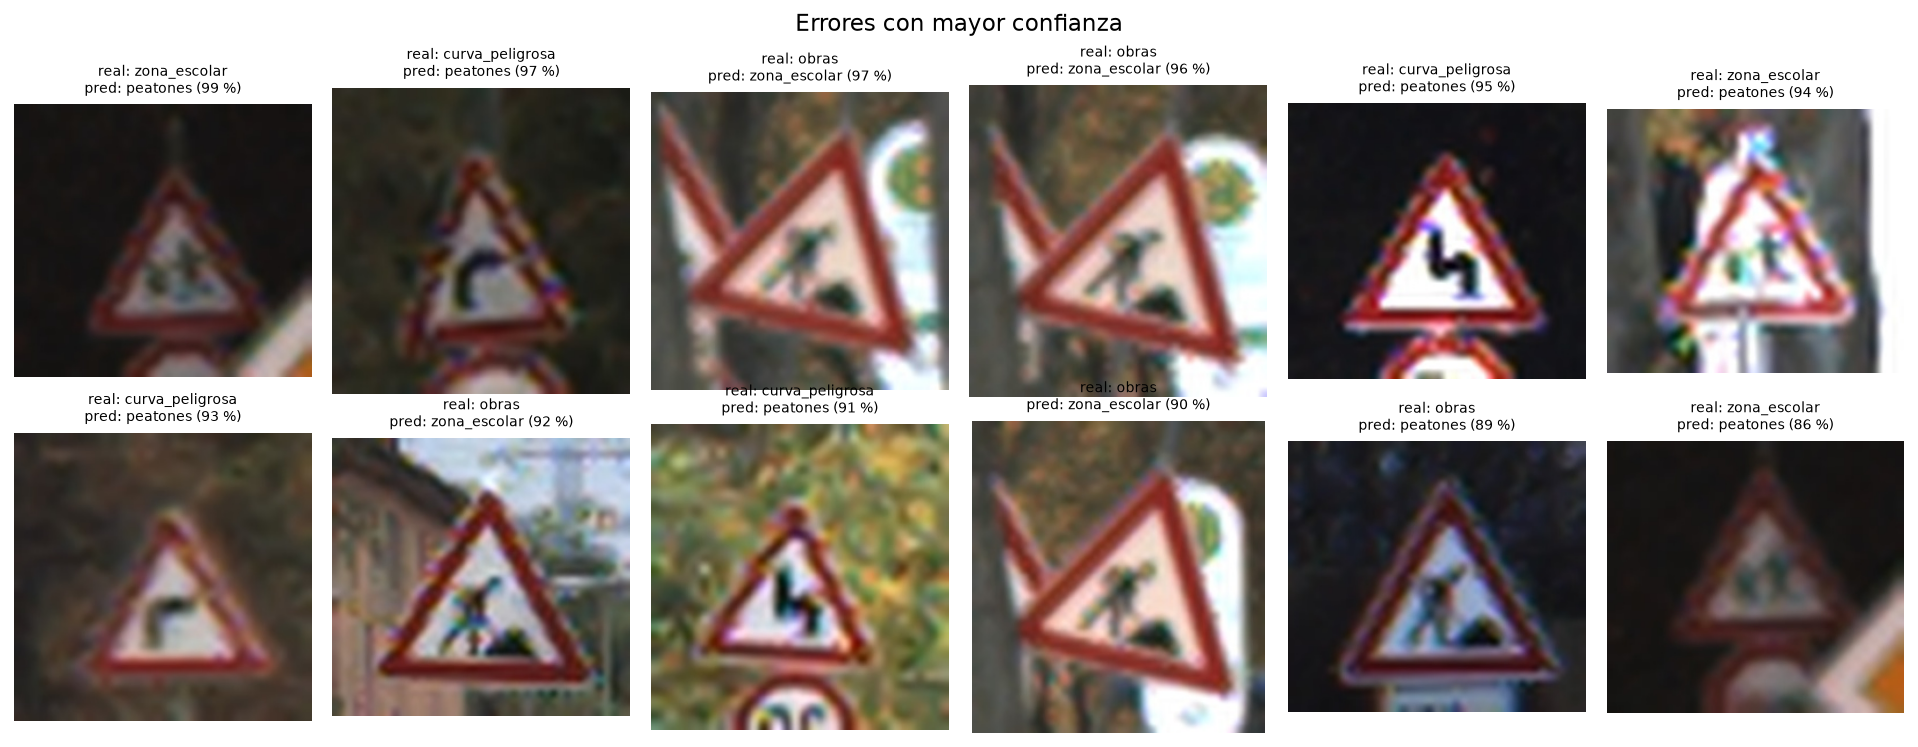 Errores con mayor confianza
real: zona_escolar
pred: peatones (99 %)
real: curva_peligrosa
pred: peatones (97 %)
real: obras
pred: zona_escolar (97 %)
real: obras
pred: zona_escolar (96 %)
real: curva_peligrosa
pred: peatones (95 %)
real: zona_escolar
pred: peatones (94 %)
real: curva_peligrosa
pred: peatones (93 %)
real: obras
pred: zona_escolar (92 %)
real: curva_peligrosa
pred: peatones (91 %)
real: obras
pred: zona_escolar (90 %)
real: obras
pred: peatones (89 %)
real: zona_escolar
pred: peatones (86 %)